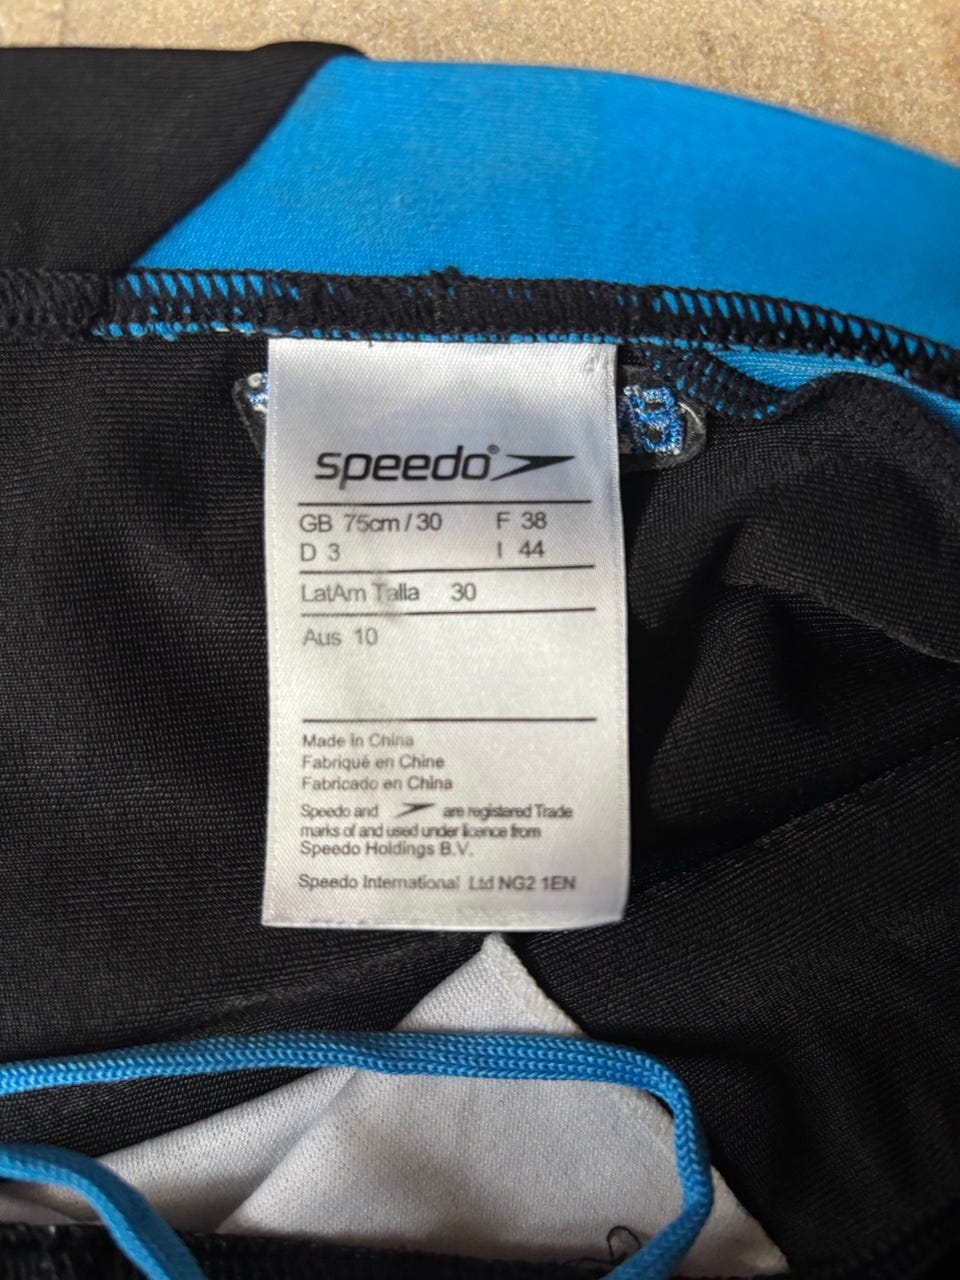 speedo®
GB 75cm / 30 F 38
D 3 I 44
LatAm Talla 30
Aus 10
Made in China
Fabriqué en Chine
Fabricado en China
Speedo and are registered Trade
marks of and used under licence from
Speedo Holdings B.V.
Speedo International Ltd NG2 1EN